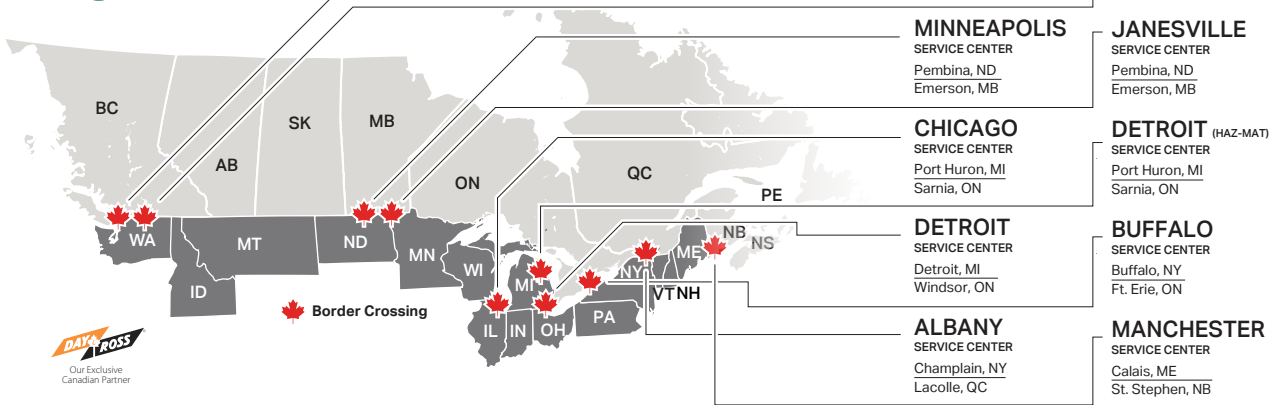 BC
AB
SK
MB
ON
QC
PE
NB
NS
WA
MT
ND
MN
WI
MI
NY
ME
ID
VT
NH
IL
IN
OH
PA
Border Crossing
DAY & ROSS
Our Exclusive
Canadian Partner
MINNEAPOLIS
SERVICE CENTER
Pembina, ND
Emerson, MB
JANESVILLE
SERVICE CENTER
Pembina, ND
Emerson, MB
CHICAGO
SERVICE CENTER
Port Huron, MI
Sarnia, ON
DETROIT (HAZ-MAT)
SERVICE CENTER
Port Huron, MI
Sarnia, ON
DETROIT
SERVICE CENTER
Detroit, MI
Windsor, ON
BUFFALO
SERVICE CENTER
Buffalo, NY
Ft. Erie, ON
ALBANY
SERVICE CENTER
Champlain, NY
Lacolle, QC
MANCHESTER
SERVICE CENTER
Calais, ME
St. Stephen, NB